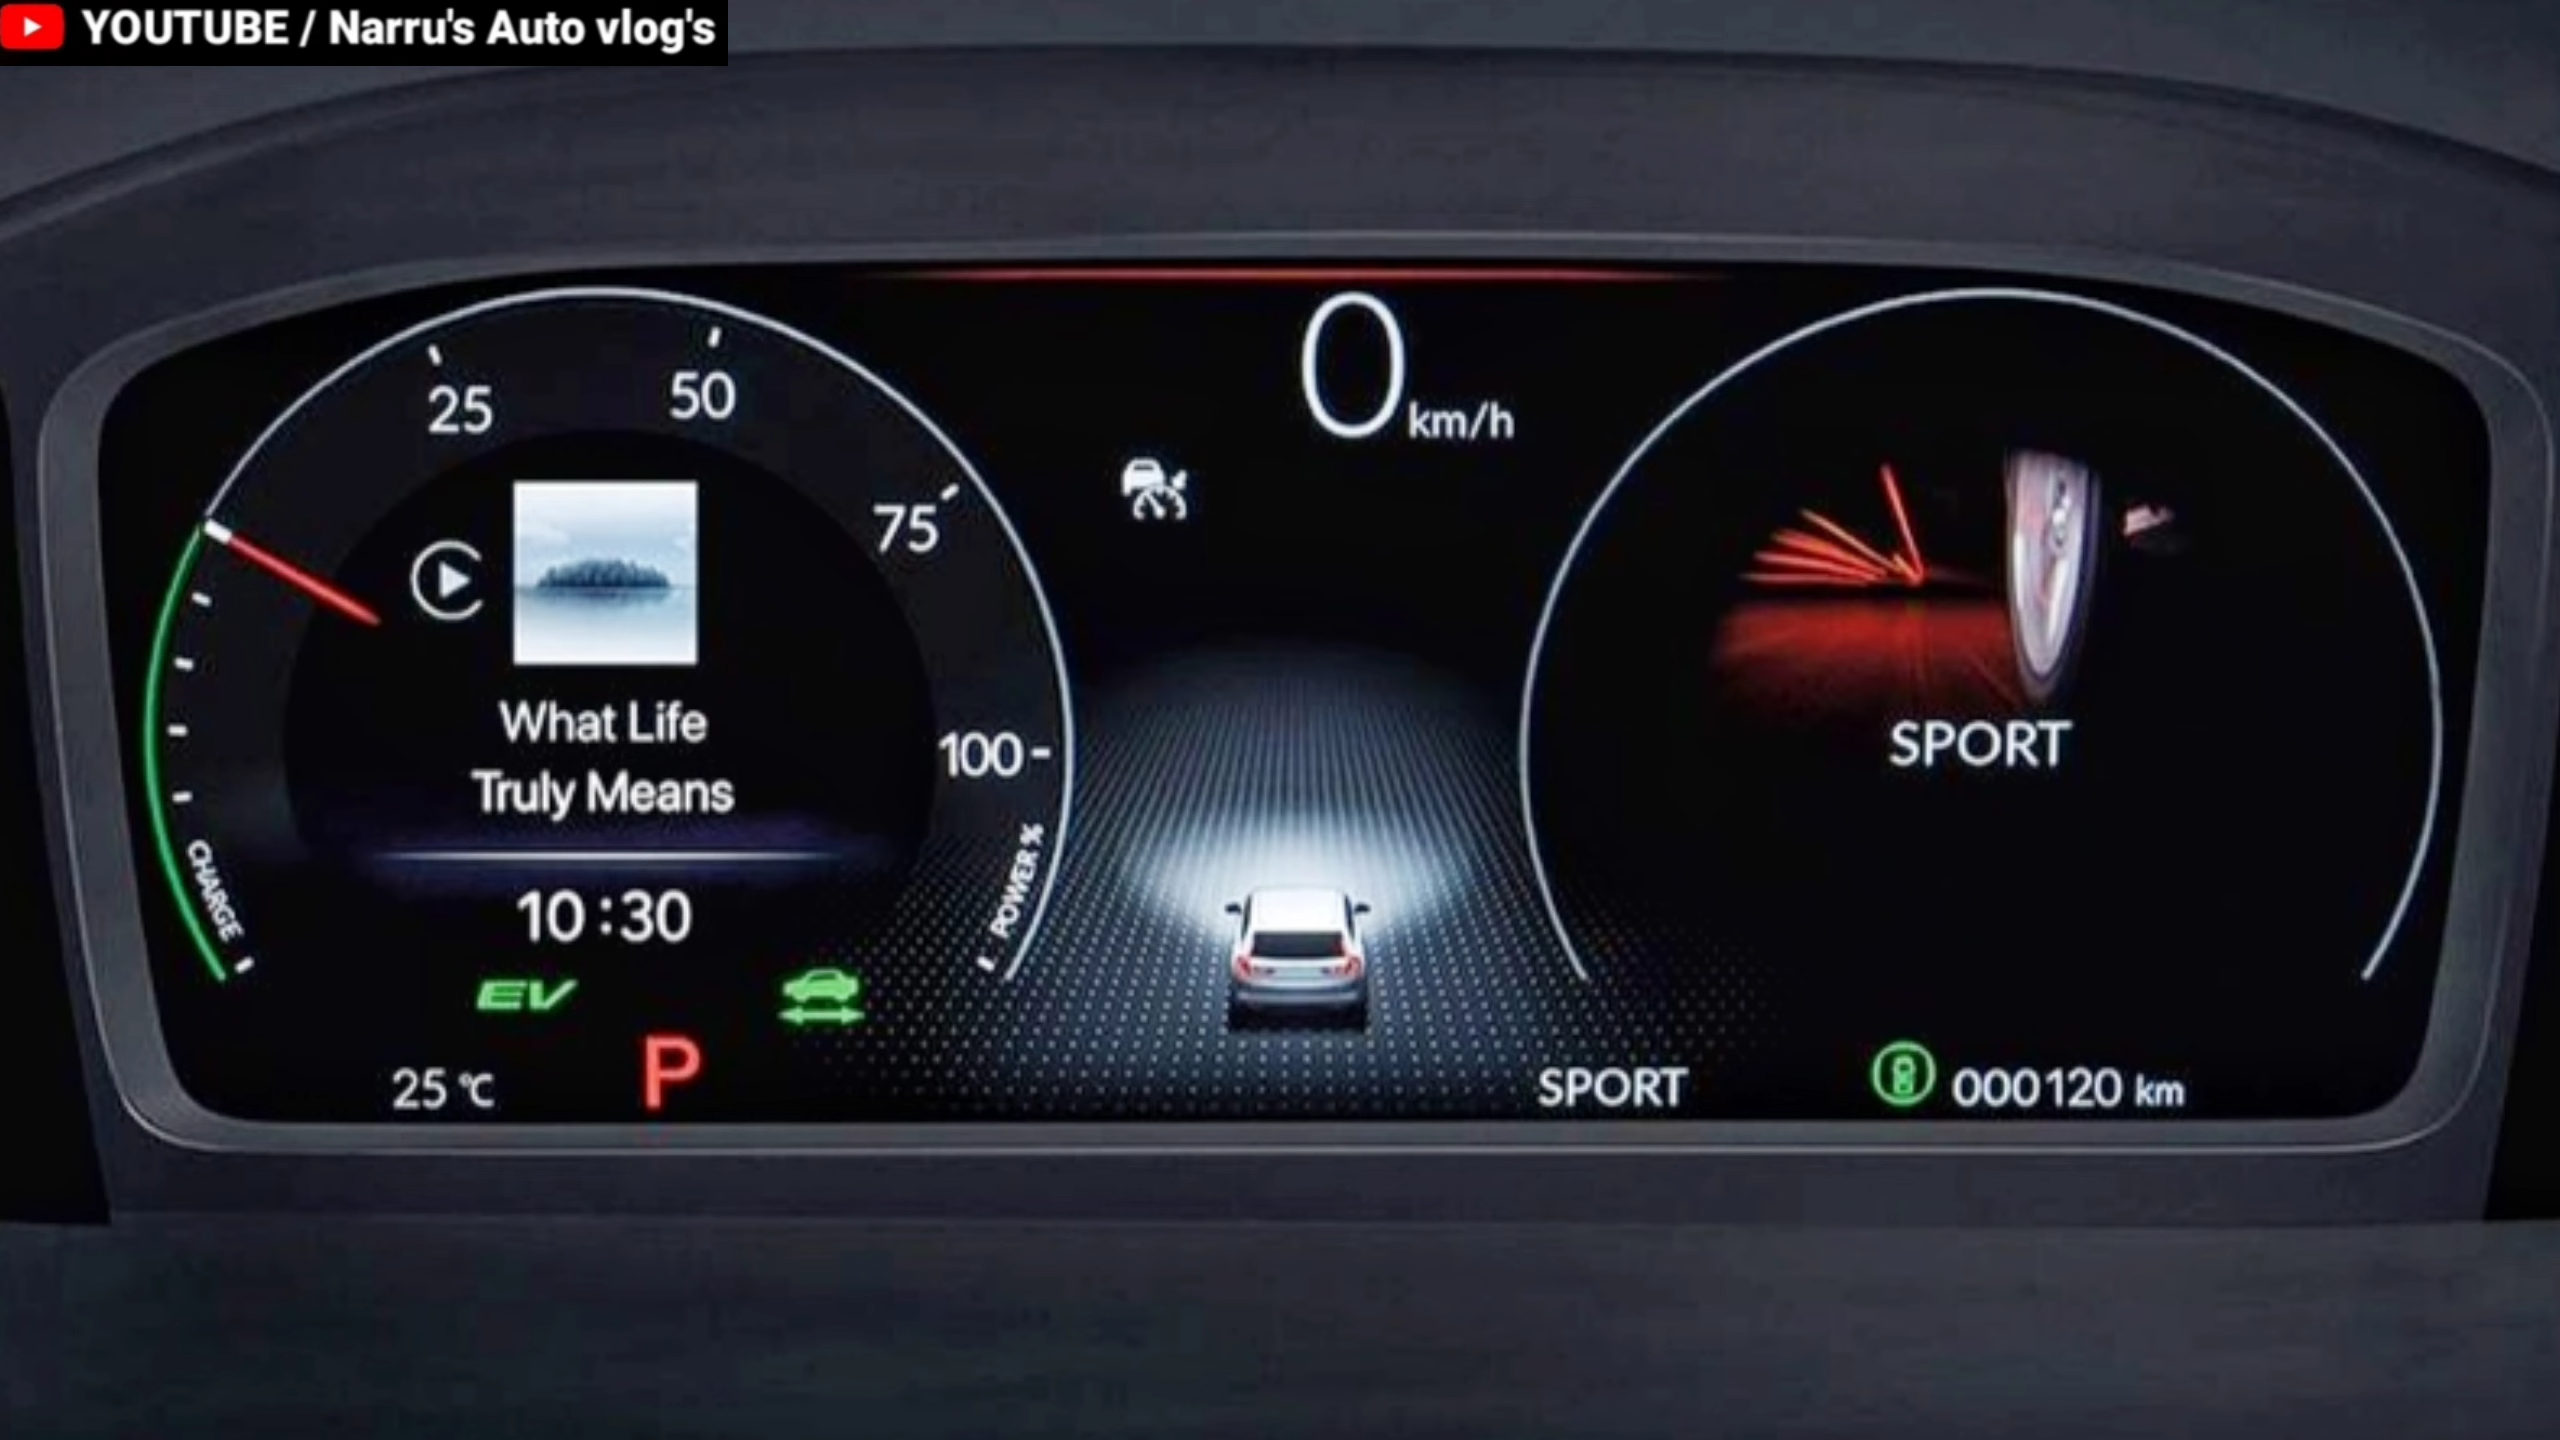 YOUTUBE / Narru's Auto vlog's
0 km/h
25
50
75
100
What Life
Truly Means
CHARGE
POWER %
10:30
EV
SPORT
25 °C
P
SPORT
000120 km